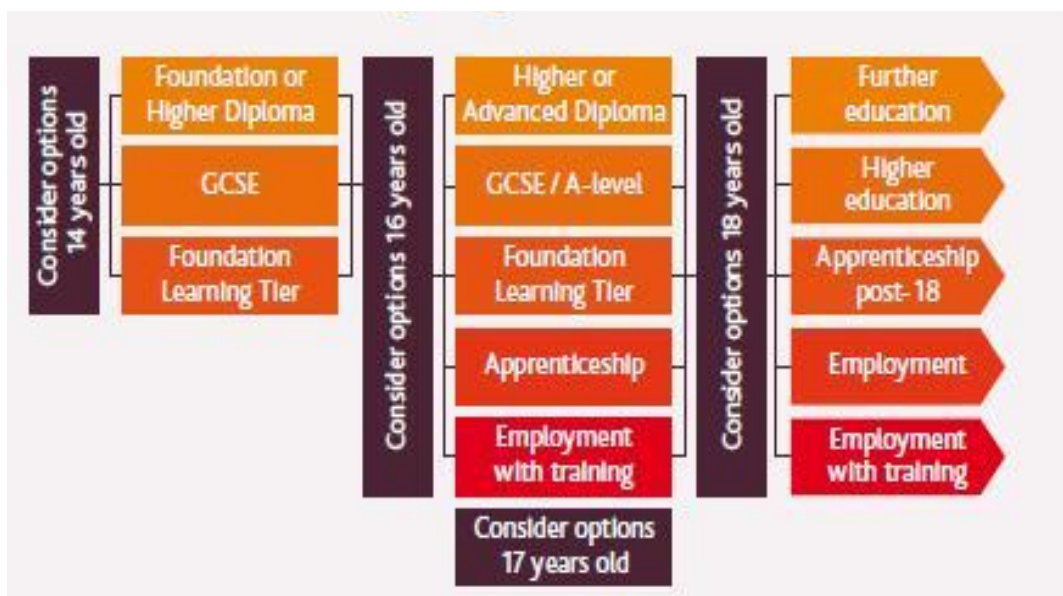 Consider options
14 years old
Foundation or
Higher Diploma
GCSE
Foundation
Learning Tier
Consider options 16 years old
Higher or
Advanced Diploma
GCSE / A-level
Foundation
Learning Tier
Apprenticeship
Employment
with training
Consider options
17 years old
Consider options 18 years old
Further
education
Higher
education
Apprenticeship
post-18
Employment
Employment
with training